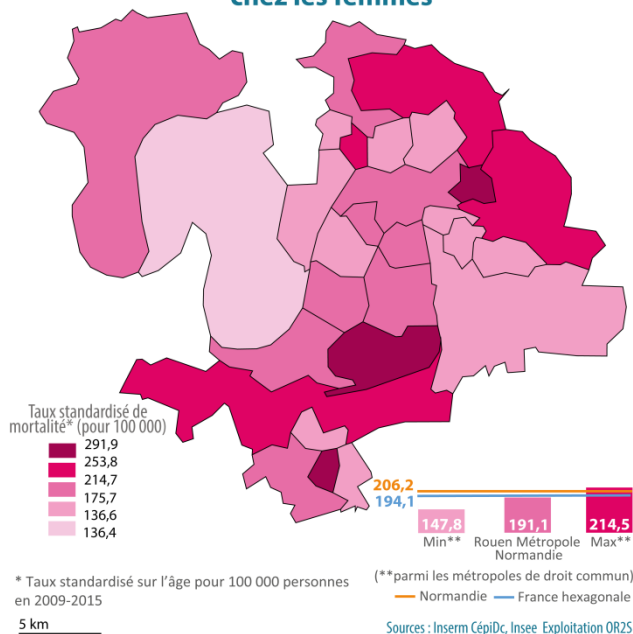 chez les femmes
Taux standardisé de
mortalité* (pour 100 000)
291,9
253,8
214,7
175,7
136,6
136,4
206,2
194,1
147,8
191,1
214,5
Min**
Rouen Métropole
Normandie
Max**
(**parmi les métropoles de droit commun)
Normandie
France hexagonale
* Taux standardisé sur l'âge pour 100 000 personnes
en 2009-2015
5 km
Sources : Inserm CépiDc, Insee Exploitation OR2S